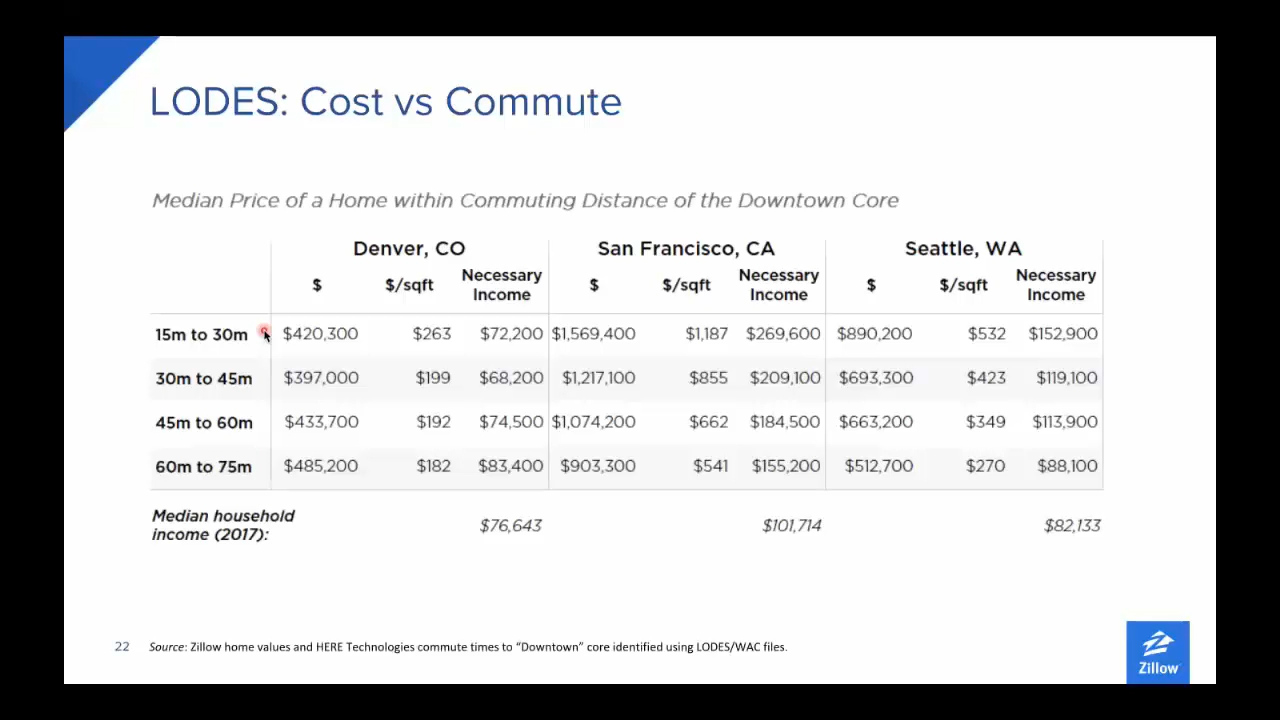 LODES: Cost vs Commute
Median Price of a Home within Commuting Distance of the Downtown Core
Denver, CO San Francisco, CA Seattle, WA
$ $/sqft Necessary Income $ $/sqft Necessary Income $ $/sqft Necessary Income
15m to 30m $420,300 $263 $72,200 $1,569,400 $1,187 $269,600 $890,200 $532 $152,900
30m to 45m $397,000 $199 $68,200 $1,217,100 $855 $209,100 $693,300 $423 $119,100
45m to 60m $433,700 $192 $74,500 $1,074,200 $662 $184,500 $663,200 $349 $113,900
60m to 75m $485,200 $182 $83,400 $903,300 $541 $155,200 $512,700 $270 $88,100
Median household
income (2017): $76,643 $101,714 $82,133
22 Source: Zillow home values and HERE Technologies commute times to “Downtown” core identified using LODES/WAC files.
Zillow